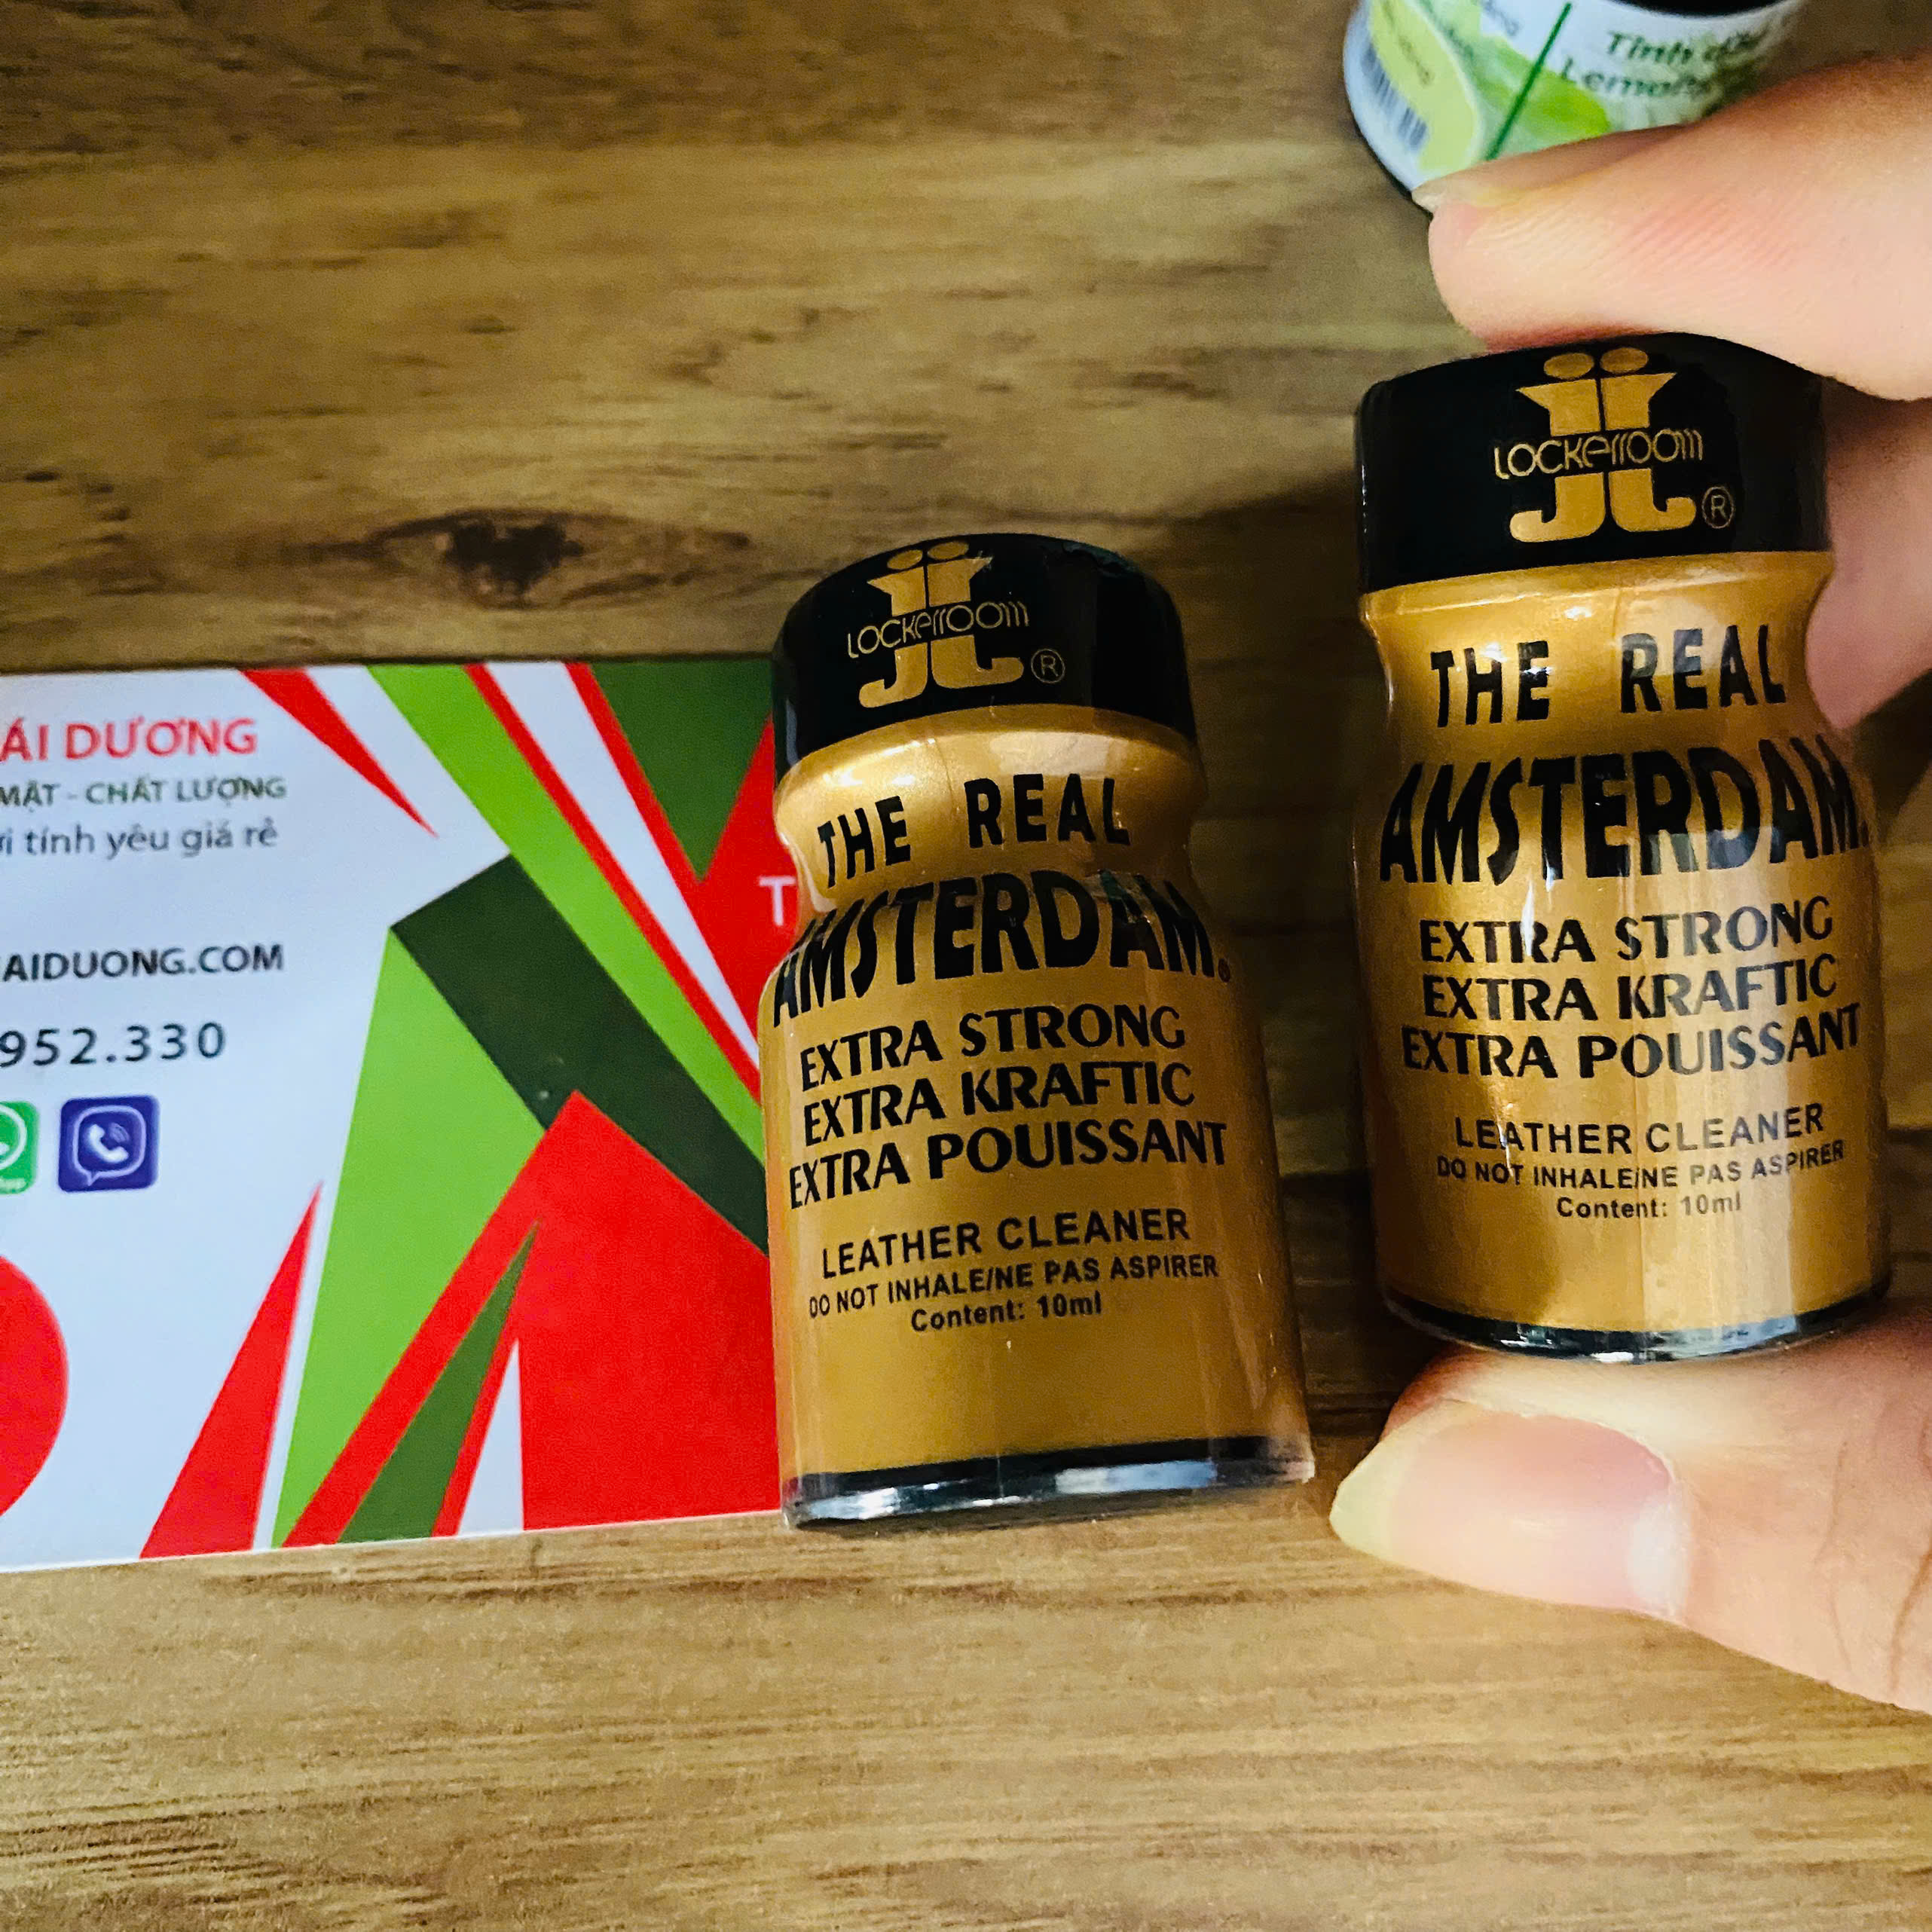 ÁI DƯƠNG
MẬT - CHẤT LƯỢNG
tính yêu giá rẻ
AIDUONG.COM
952.330
T
LOCKERROOM
®
THE REAL
AMSTERDAM®
EXTRA STRONG
EXTRA KRAFTIC
EXTRA POUISSANT
LEATHER CLEANER
DO NOT INHALE/NE PAS ASPIRER
Content: 10ml
LOCKERROOM
®
THE REAL
AMSTERDAM
EXTRA STRONG
EXTRA KRAFTIC
EXTRA POUISSANT
LEATHER CLEANER
DO NOT INHALE/NE PAS ASPIRER
Content: 10ml
Tinh